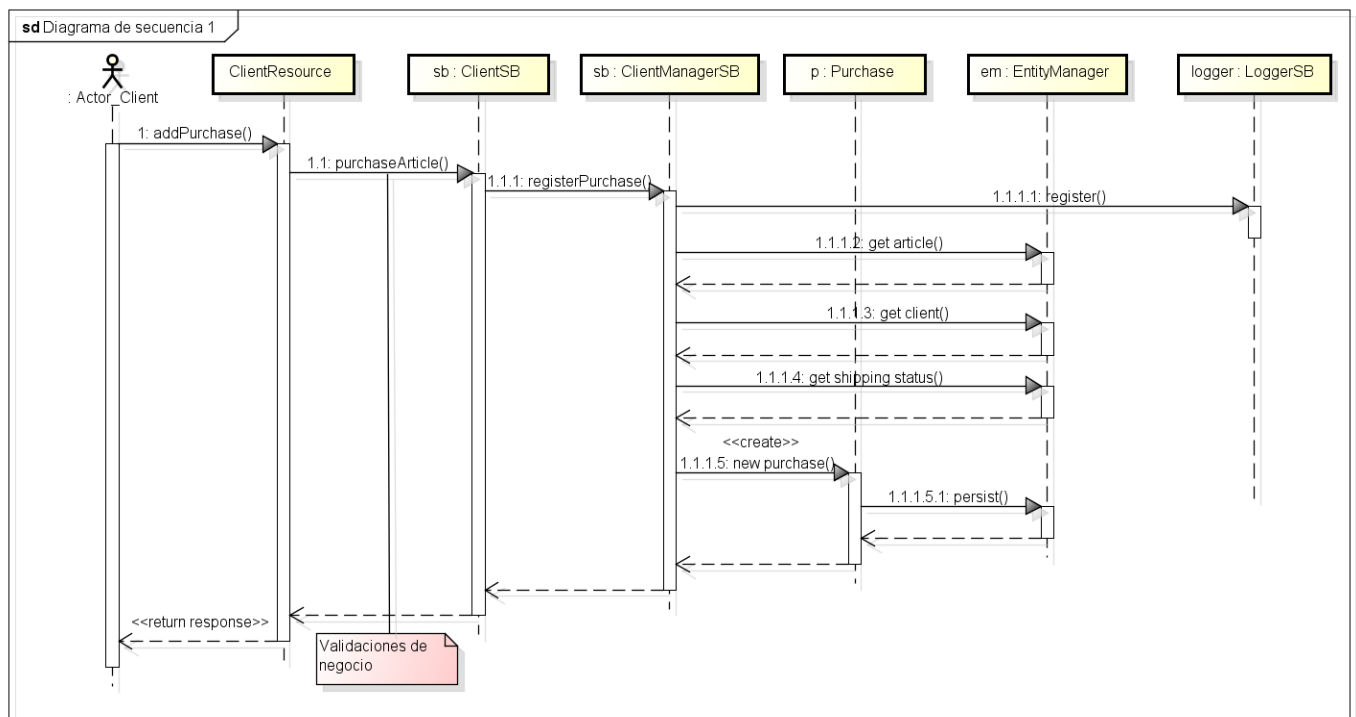 sd Diagrama de secuencia 1
: Actor_Client
ClientResource
sb : ClientSB
sb : ClientManagerSB
p : Purchase
em : EntityManager
logger : LoggerSB
1: addPurchase()
1.1: purchaseArticle()
1.1.1: registerPurchase()
1.1.1.1: register()
1.1.1.2: get article()
1.1.1.3: get client()
1.1.1.4: get shipping status()
<<create>>
1.1.1.5: new purchase()
1.1.1.5.1: persist()
<<return response>>
Validaciones de
negocio